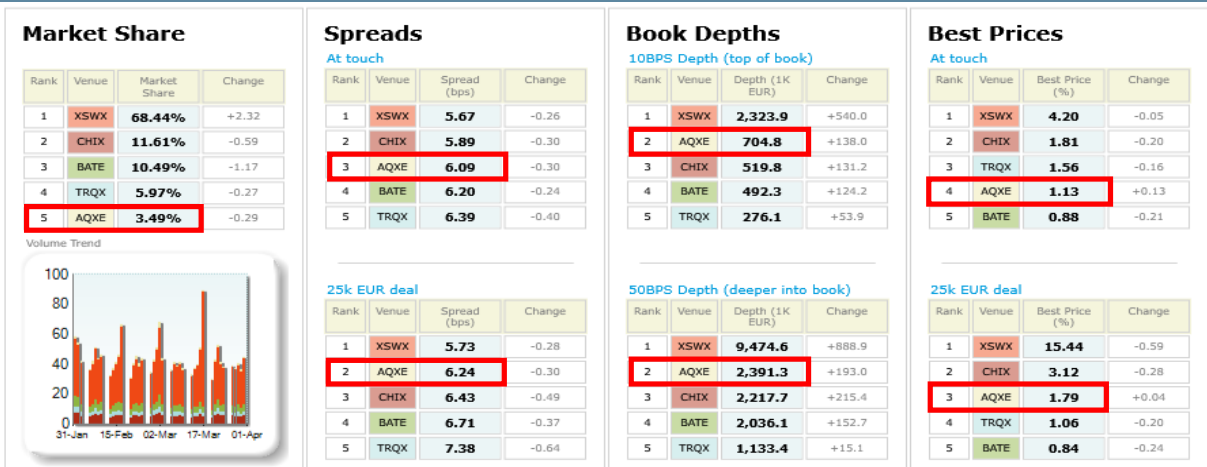 Market Share
Rank Venue Market Share Change
1 XSWX 68.44% +2.32
2 CHIX 11.61% -0.59
3 BATE 10.49% -1.17
4 TRQX 5.97% -0.27
5 AQXE 3.49% -0.29
Volume Trend
100
80
60
40
20
0
31-Jan 15-Feb 02-Mar 17-Mar 01-Apr
Spreads
At touch
Rank Venue Spread (bps) Change
1 XSWX 5.67 -0.26
2 CHIX 5.89 -0.30
3 AQXE 6.09 -0.30
4 BATE 6.20 -0.24
5 TRQX 6.39 -0.40
25k EUR deal
Rank Venue Spread (bps) Change
1 XSWX 5.73 -0.28
2 AQXE 6.24 -0.30
3 CHIX 6.43 -0.49
4 BATE 6.71 -0.37
5 TRQX 7.38 -0.64
Book Depths
10BPS Depth (top of book)
Rank Venue Depth (1K EUR) Change
1 XSWX 2,323.9 +540.0
2 AQXE 704.8 +138.0
3 CHIX 519.8 +131.2
4 BATE 492.3 +124.2
5 TRQX 276.1 +53.9
50BPS Depth (deeper into book)
Rank Venue Depth (1K EUR) Change
1 XSWX 9,474.6 +888.9
2 AQXE 2,391.3 +193.0
3 CHIX 2,217.7 +215.4
4 BATE 2,036.1 +152.7
5 TRQX 1,133.4 +15.1
Best Prices
At touch
Rank Venue Best Price (%) Change
1 XSWX 4.20 -0.05
2 CHIX 1.81 -0.20
3 TRQX 1.56 -0.16
4 AQXE 1.13 +0.13
5 BATE 0.88 -0.21
25k EUR deal
Rank Venue Best Price (%) Change
1 XSWX 15.44 -0.59
2 CHIX 3.12 -0.28
3 AQXE 1.79 +0.04
4 TRQX 1.06 -0.20
5 BATE 0.84 -0.24